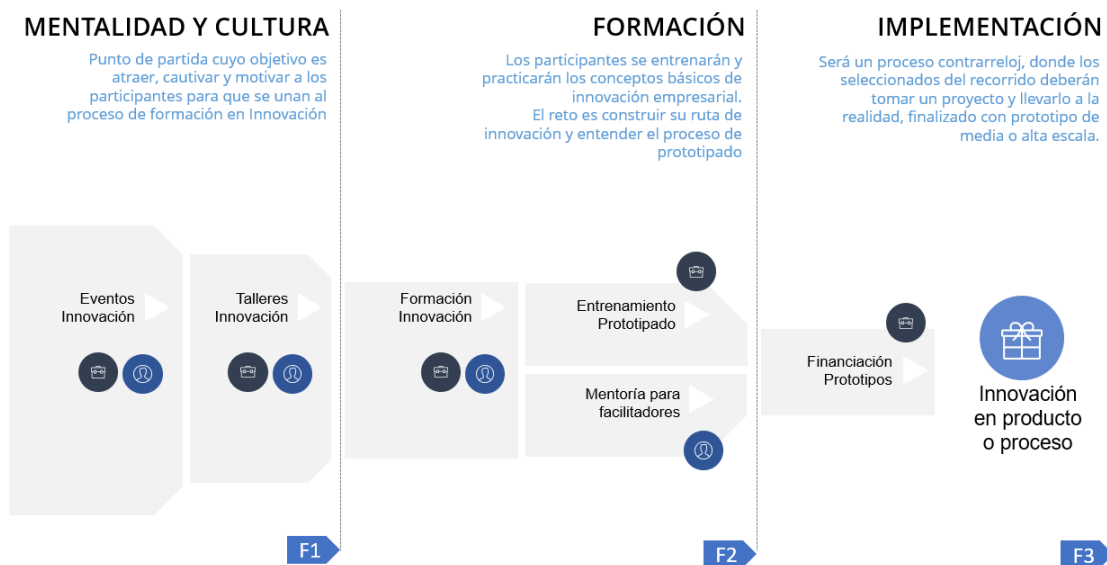 MENTALIDAD Y CULTURA
Punto de partida cuyo objetivo es
atraer, cautivar y motivar a los
participantes para que se unan al
proceso de formación en Innovación
FORMACIÓN
Los participantes se entrenarán y
practicarán los conceptos básicos de
innovación empresarial.
El reto es construir su ruta de
innovación y entender el proceso de
prototipado
IMPLEMENTACIÓN
Será un proceso contrarreloj, donde los
seleccionados del recorrido deberán
tomar un proyecto y llevarlo a la
realidad, finalizado con prototipo de
media o alta escala.
Eventos
Innovación
Talleres
Innovación
Formación
Innovación
Entrenamiento
Prototipado
Mentoría para
facilitadores
Financiación
Prototipos
Innovación
en producto
o proceso
F1
F2
F3